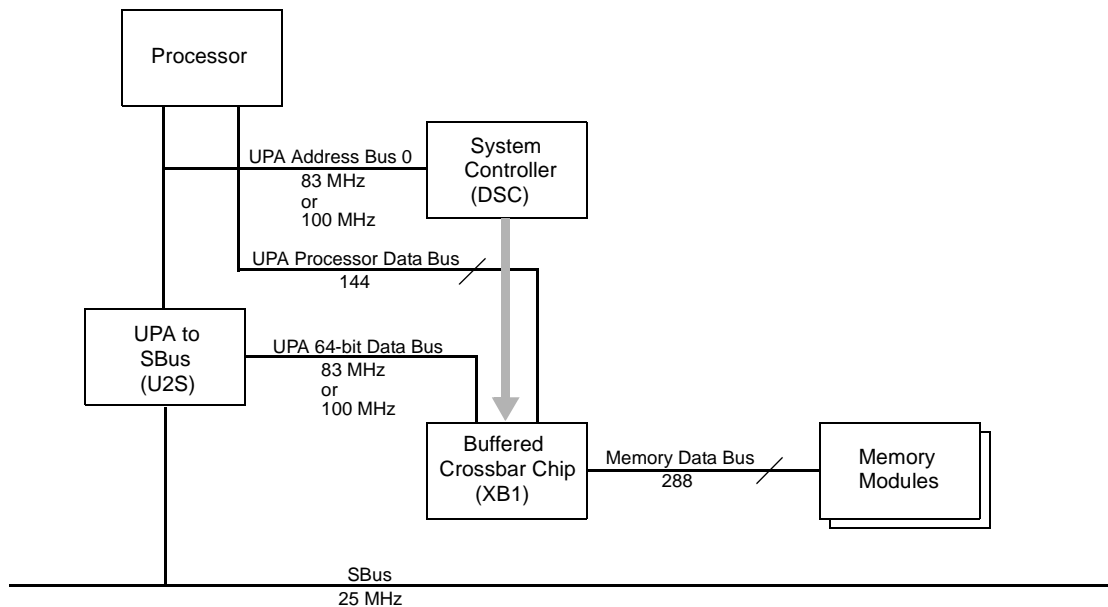 Processor
UPA Address Bus 0
83 MHz
or
100 MHz
System
Controller
(DSC)
UPA Processor Data Bus
144
UPA to
SBus
(U2S)
UPA 64-bit Data Bus
83 MHz
or
100 MHz
Buffered
Crossbar Chip
(XB1)
Memory Data Bus
288
Memory
Modules
SBus
25 MHz